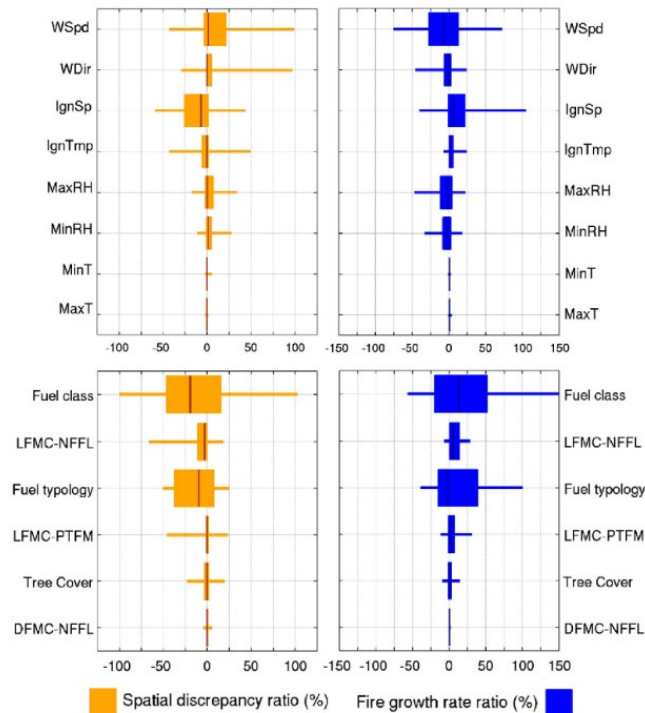 WSpd WSpd
WDir WDir
IgnSp IgnSp
IgnTmp IgnTmp
MaxRH MaxRH
MinRH MinRH
MinT MinT
MaxT MaxT
-100 -50 0 50 100 -150 -100 -50 0 50 100 150
Fuel class Fuel class
LFMC-NFFL LFMC-NFFL
Fuel typology Fuel typology
LFMC-PTFM LFMC-PTFM
Tree Cover Tree Cover
DFMC-NFFL DFMC-NFFL
-100 -50 0 50 100 -150 -100 -50 0 50 100 150
Spatial discrepancy ratio (%) Fire growth rate ratio (%)